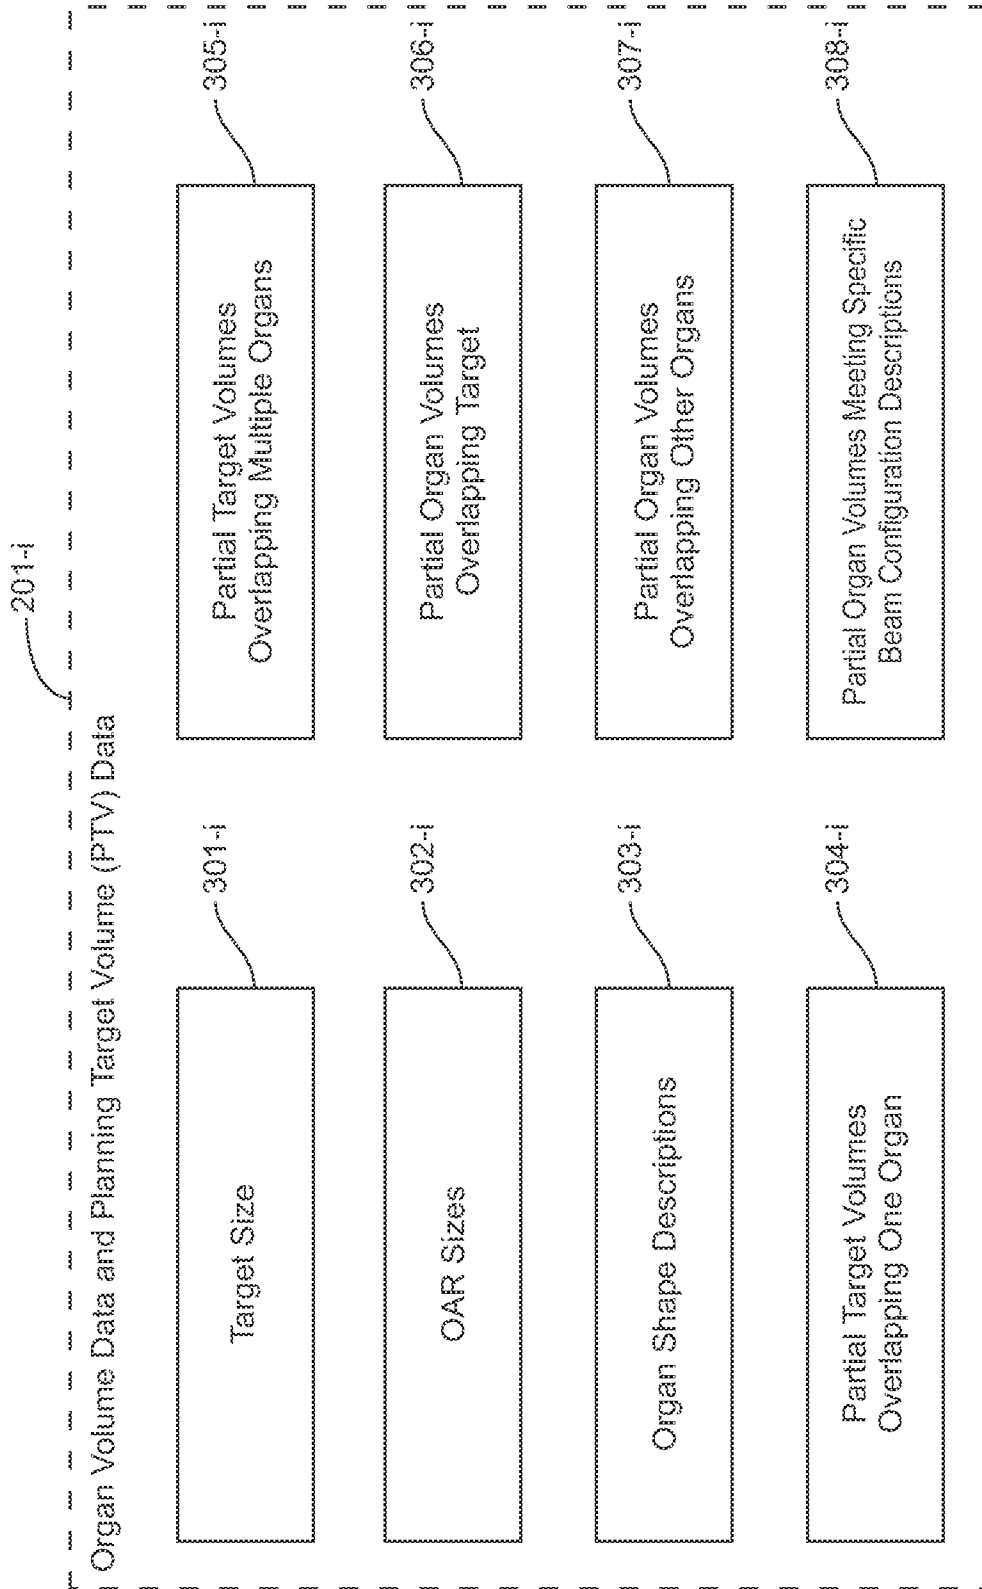 201-i
Organ Volume Data and Planning Target Volume (PTV) Data
301-i
Target Size
302-i
OAR Sizes
303-i
Organ Shape Descriptions
304-i
Partial Target Volumes
Overlapping One Organ
305-i
Partial Target Volumes
Overlapping Multiple Organs
306-i
Partial Organ Volumes
Overlapping Target
307-i
Partial Organ Volumes
Overlapping Other Organs
308-i
Partial Organ Volumes Meeting Specific
Beam Configuration Descriptions